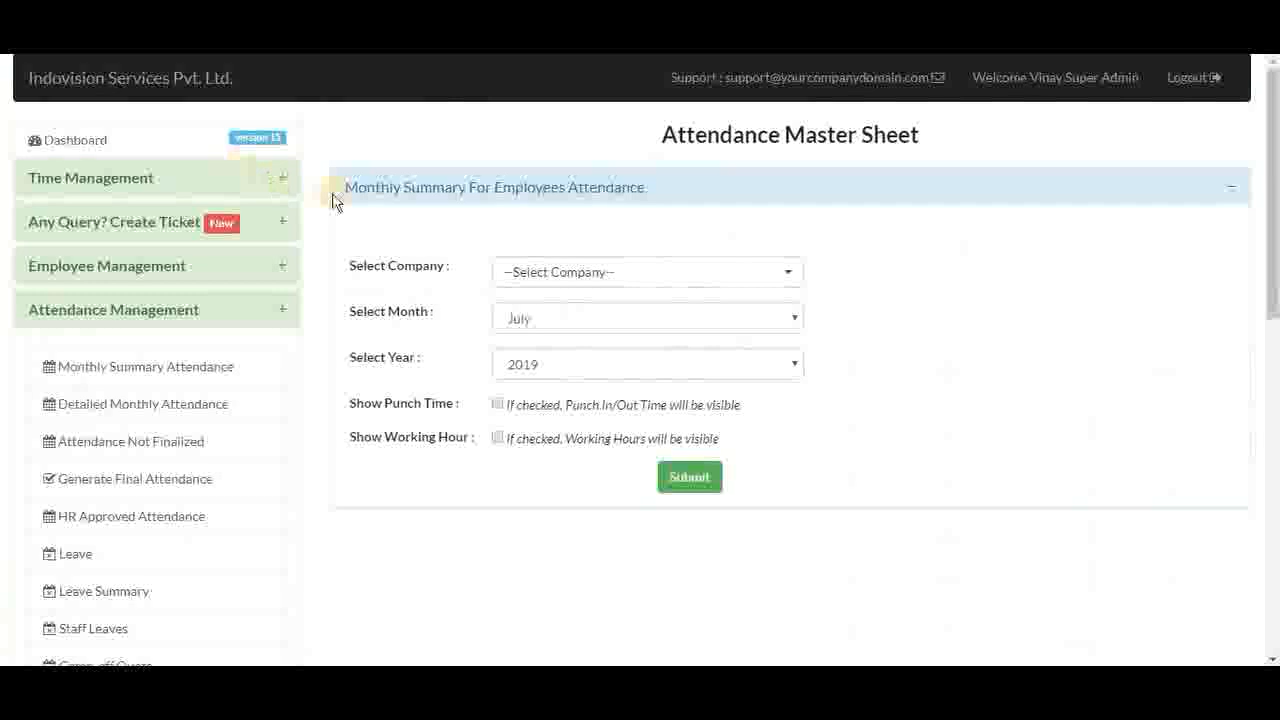 Indovision Services Pvt. Ltd.
Support : support@yourcompanydomain.com
Welcome Vinay Super Admin
Logout
Dashboard
version 15
Time Management +
Any Query? Create Ticket New +
Employee Management +
Attendance Management +
Monthly Summary Attendance
Detailed Monthly Attendance
Attendance Not Finalized
Generate Final Attendance
HR Approved Attendance
Leave
Leave Summary
Staff Leaves
Attendance Master Sheet
Monthly Summary For Employees Attendance −
Select Company : --Select Company--
Select Month : July
Select Year : 2019
Show Punch Time : If checked, Punch In/Out Time will be visible
Show Working Hour : If checked, Working Hours will be visible
Submit